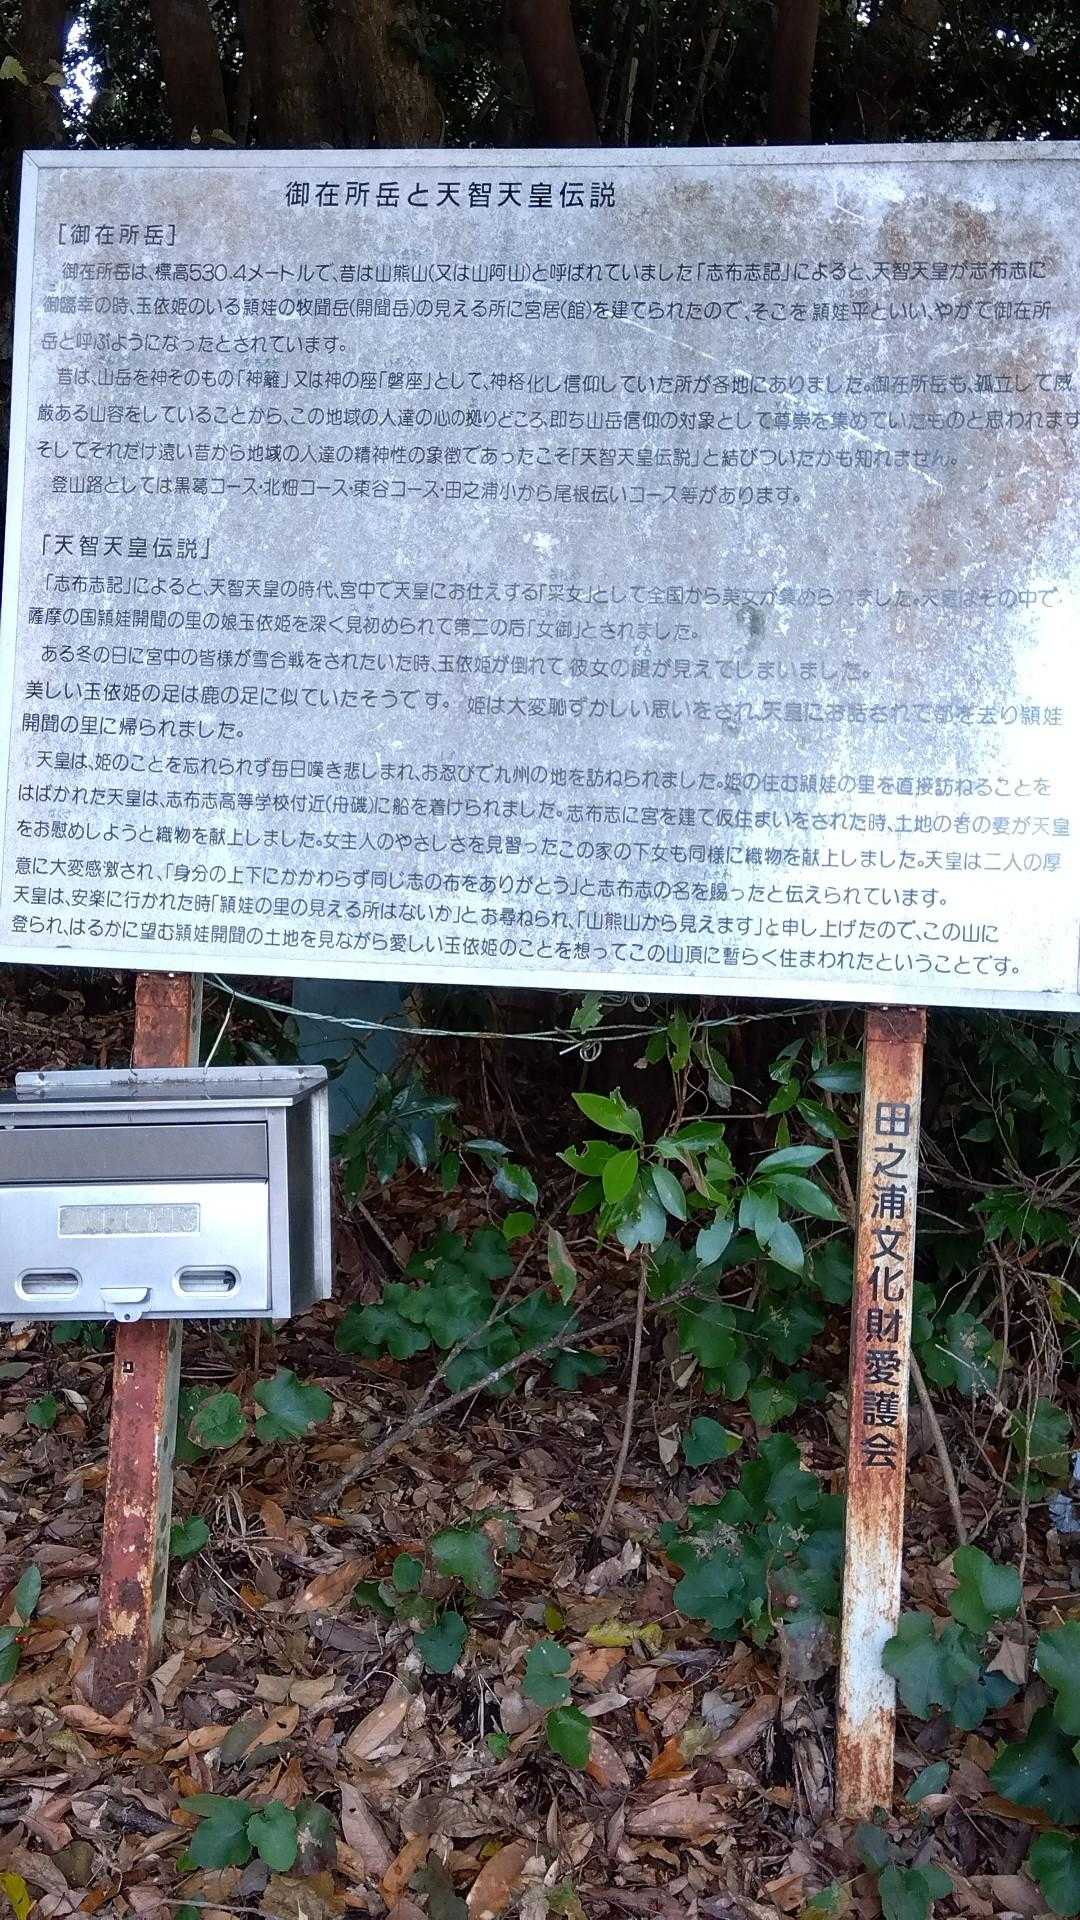 御在所岳と天智天皇伝説
[御在所岳]
御在所岳は、標高530.4メートルで、昔は山熊山(又は山阿山)と呼ばれていました「志布志記」によると、天智天皇が志布志に
御臨幸の時、玉依姫のいる頴娃の牧聞岳(開聞岳)の見える所に宮居(館)を建てられたので、そこを頴娃平といい、やがて御在所
岳と呼ぶようになったとされています。
昔は、山岳を神そのもの「神籬」又は神の座「磐座」として、神格化し信仰していた所が各地にありました。御在所岳も、孤立して威
厳ある山容をしていることから、この地域の人達の心の拠りどころ、即ち山岳信仰の対象として尊崇を集めていたものと思われます
そしてそれだけ遠い昔から地域の人達の精神性の象徴であったこそ「天智天皇伝説」と結びついたかも知れません。
登山路としては黒葛コース・北畑コース・東谷コース・田之浦小から尾根伝いコース等があります。
「天智天皇伝説」
「志布志記」によると、天智天皇の時代、宮中で天皇にお仕えする「采女」として全国から美女が集められました。天皇はその中で
薩摩の国頴娃開聞の里の娘玉依姫を深く見初められて第二の后「女御」とされました。
ある冬の日に宮中の皆様が雪合戦をされたいた時、玉依姫が倒れて彼女の腿が見えてしまいました。
美しい玉依姫の足は鹿の足に似ていたそうです。 姫は大変恥ずかしい思いをされ、天皇にお話されて都を去り頴娃
開聞の里に帰られました。
天皇は、姫のことを忘れられず毎日嘆き悲しまれ、お忍びで九州の地を訪ねられました。姫の住む頴娃の里を直接訪ねることを
はばかれた天皇は、志布志高等学校付近(舟磯)に船を着けられました。志布志に宮を建て仮住まいをされた時、土地の者の妻が天皇
をお慰めしようと織物を献上しました。女主人のやさしさを見習ったこの家の下女も同様に織物を献上しました。天皇は二人の厚
意に大変感激され、「身分の上下にかかわらず同じ志の布をありがとう」と志布志の名を賜ったと伝えられています。
天皇は、安楽に行かれた時「頴娃の里の見える所はないか」とお尋ねられ、「山熊山から見えます」と申し上げたので、この山に
登られ、はるかに望む頴娃開聞の土地を見ながら愛しい玉依姫のことを想ってこの山頂に暫らく住まわれたということです。
田之浦文化財愛護会